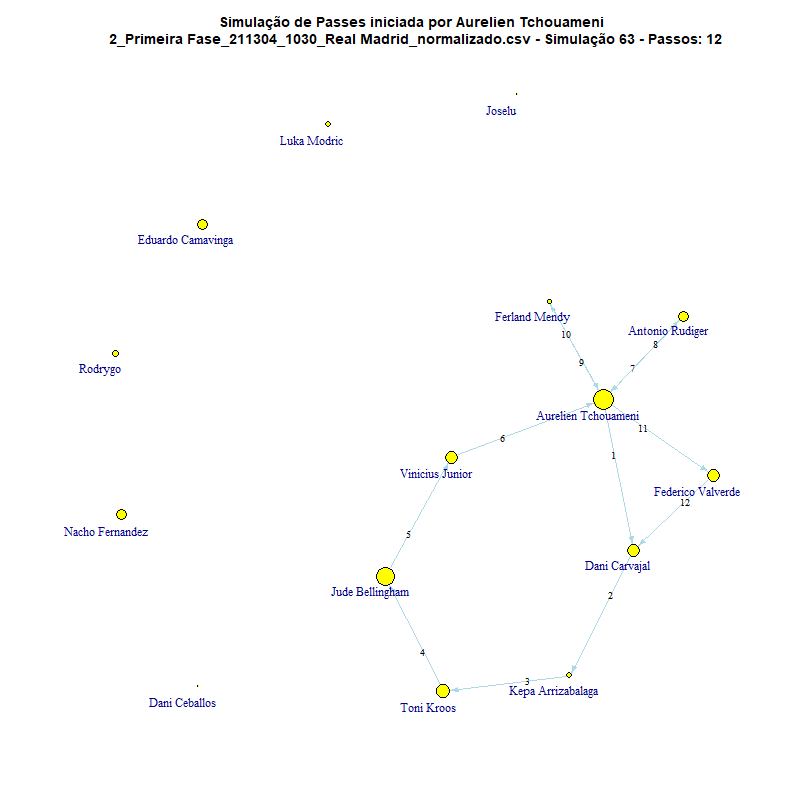 Simulação de Passes iniciada por Aurelien Tchouameni
2_Primeira Fase_211304_1030_Real Madrid_normalizado.csv - Simulação 63 - Passos: 12
Joselu
Luka Modric
Eduardo Camavinga
Ferland Mendy
Antonio Rudiger
10
8
9
7
Rodrygo
Aurelien Tchouameni
11
6
1
Vinicius Junior
Federico Valverde
12
Nacho Fernandez
5
Dani Carvajal
Jude Bellingham
2
4
3
Kepa Arrizabalaga
Dani Ceballos
Toni Kroos